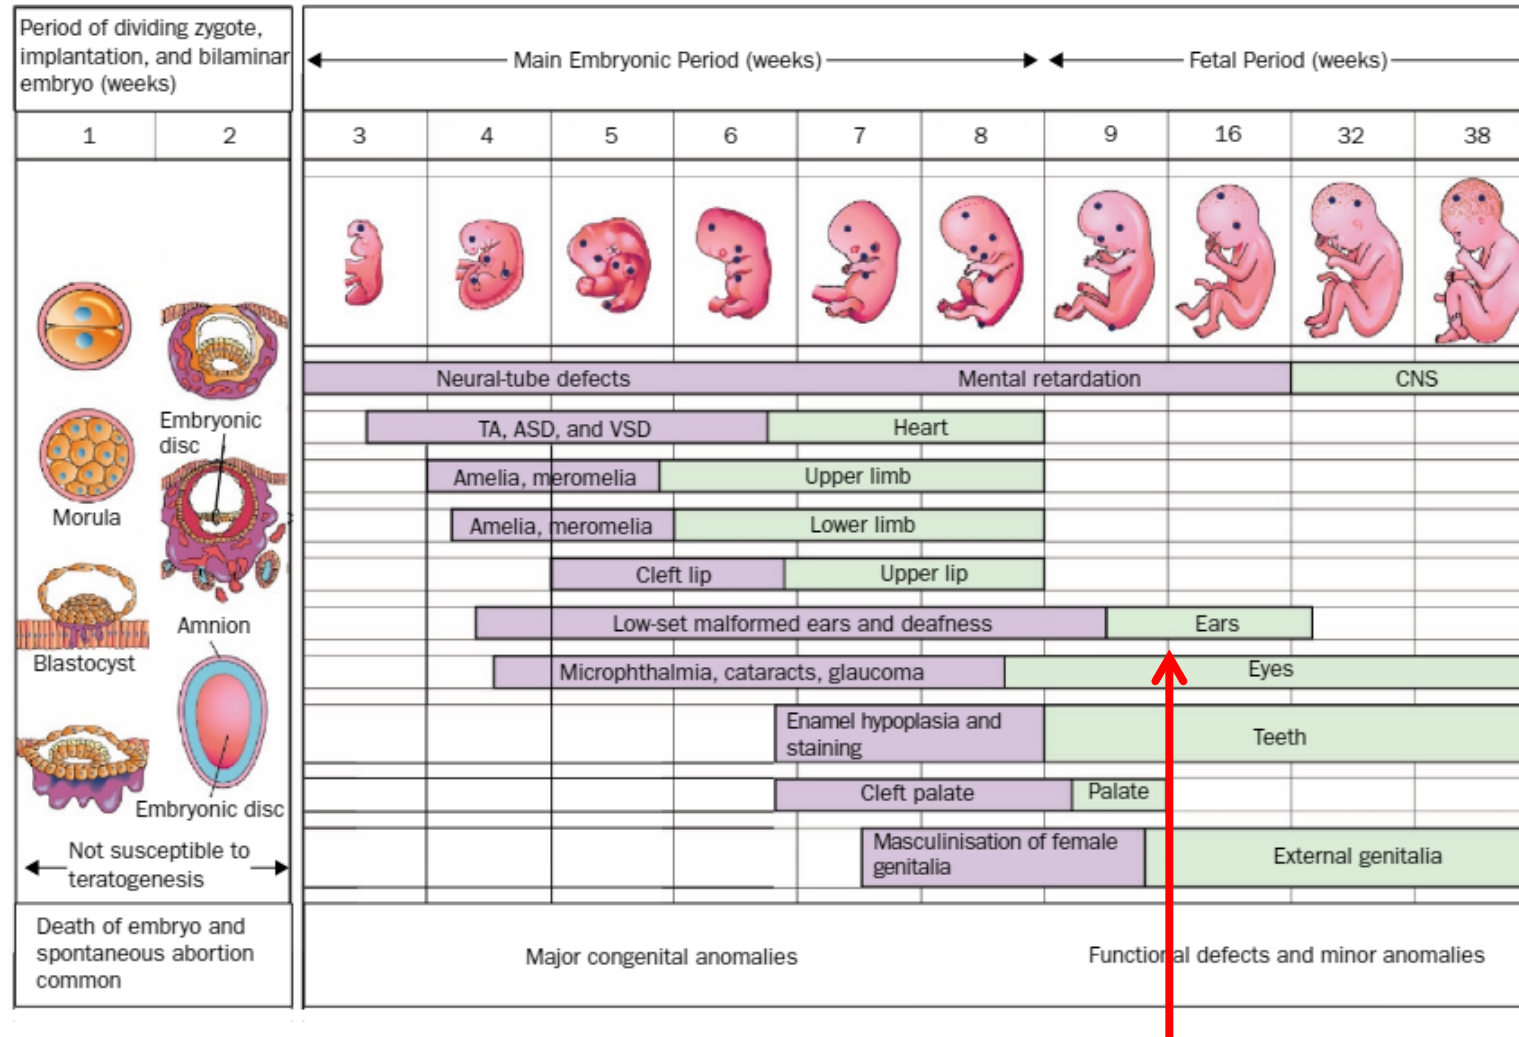 Period of dividing zygote,
implantation, and bilaminar
embryo (weeks)
Main Embryonic Period (weeks)
Fetal Period (weeks)
1
2
3
4
5
6
7
8
9
16
32
38
Embryonic
disc
Morula
Amnion
Blastocyst
Embryonic disc
Not susceptible to
teratogenesis
Death of embryo and
spontaneous abortion
common
Neural-tube defects
Mental retardation
CNS
TA, ASD, and VSD
Heart
Amelia, meromelia
Upper limb
Amelia, meromelia
Lower limb
Cleft lip
Upper lip
Low-set malformed ears and deafness
Ears
Microphthalmia, cataracts, glaucoma
Eyes
Enamel hypoplasia and
staining
Teeth
Cleft palate
Palate
Masculinisation of female
genitalia
External genitalia
Major congenital anomalies
Functional defects and minor anomalies